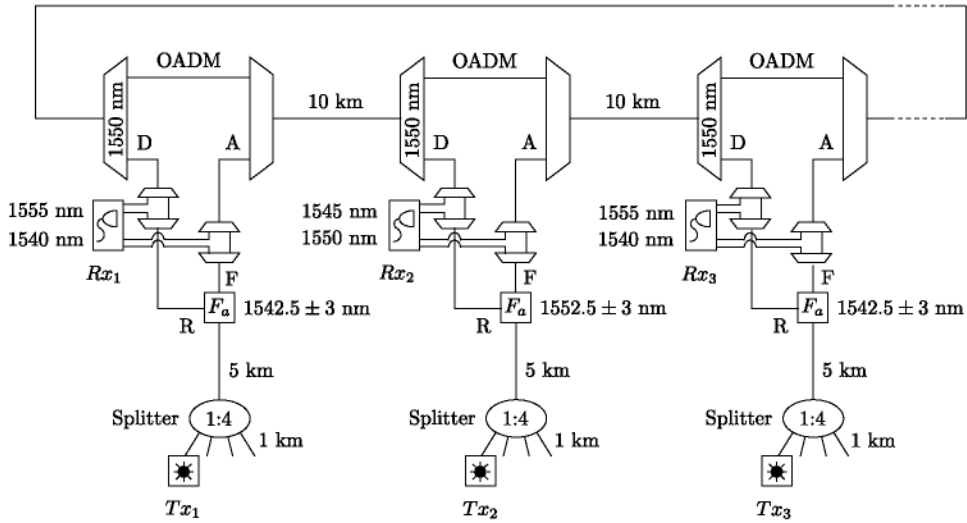 OADM
OADM
OADM
1550 nm
10 km
1550 nm
10 km
1550 nm
D
A
D
A
D
A
1555 nm
1540 nm
1545 nm
1550 nm
1555 nm
1540 nm
Rx1
F
Rx2
F
Rx3
F
R
Fa
1542.5 ± 3 nm
R
Fa
1552.5 ± 3 nm
R
Fa
1542.5 ± 3 nm
5 km
5 km
5 km
Splitter
1:4
1 km
Splitter
1:4
1 km
Splitter
1:4
1 km
Tx1
Tx2
Tx3